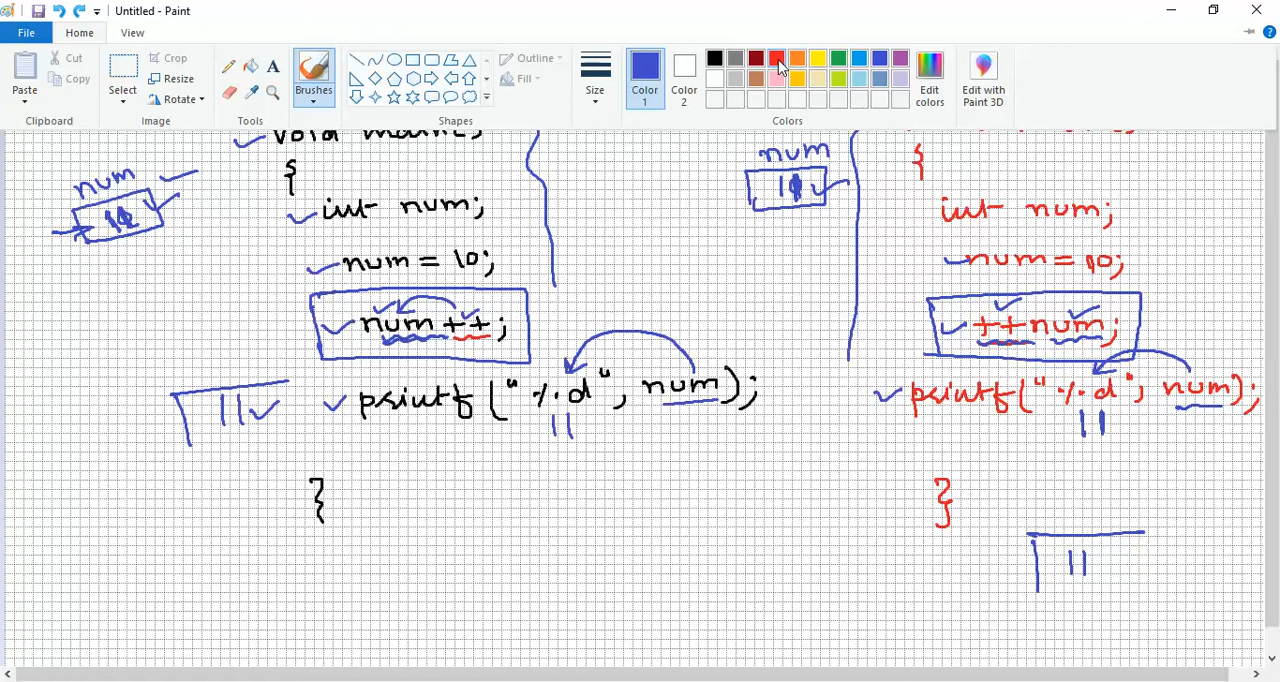 Untitled - Paint
File Home View
Paste
Cut
Copy
Clipboard
Select
Crop
Resize
Rotate
Image
A
Tools
Brushes
Outline
Fill
Shapes
Size
Color 1
Color 2
Colors
Edit colors
Edit with Paint 3D
num
void main
{
int num;
num = 10;
num++;
printf("%d", num);
11
11
}
num
{
int num;
num = 10;
++num;
printf("%d", num);
11
}
11